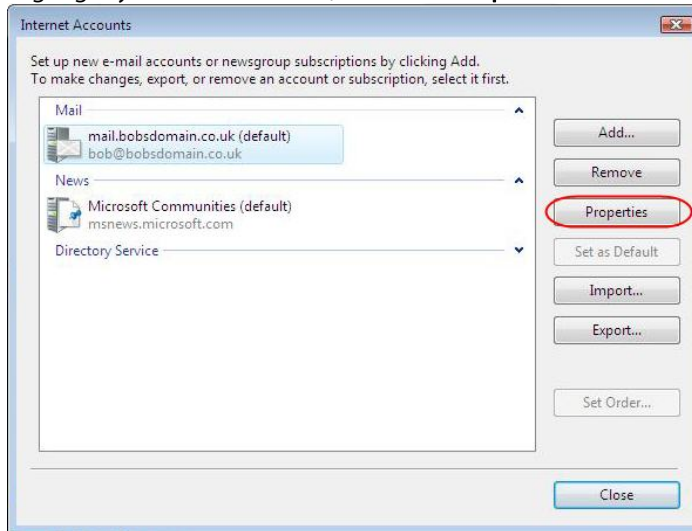 Internet Accounts
Set up new e-mail accounts or newsgroup subscriptions by clicking Add.
To make changes, export, or remove an account or subscription, select it first.
Mail
mail.bobsdomain.co.uk (default)
bob@bobsdomain.co.uk
News
Microsoft Communities (default)
msnews.microsoft.com
Directory Service
Add...
Remove
Properties
Set as Default
Import...
Export...
Set Order...
Close